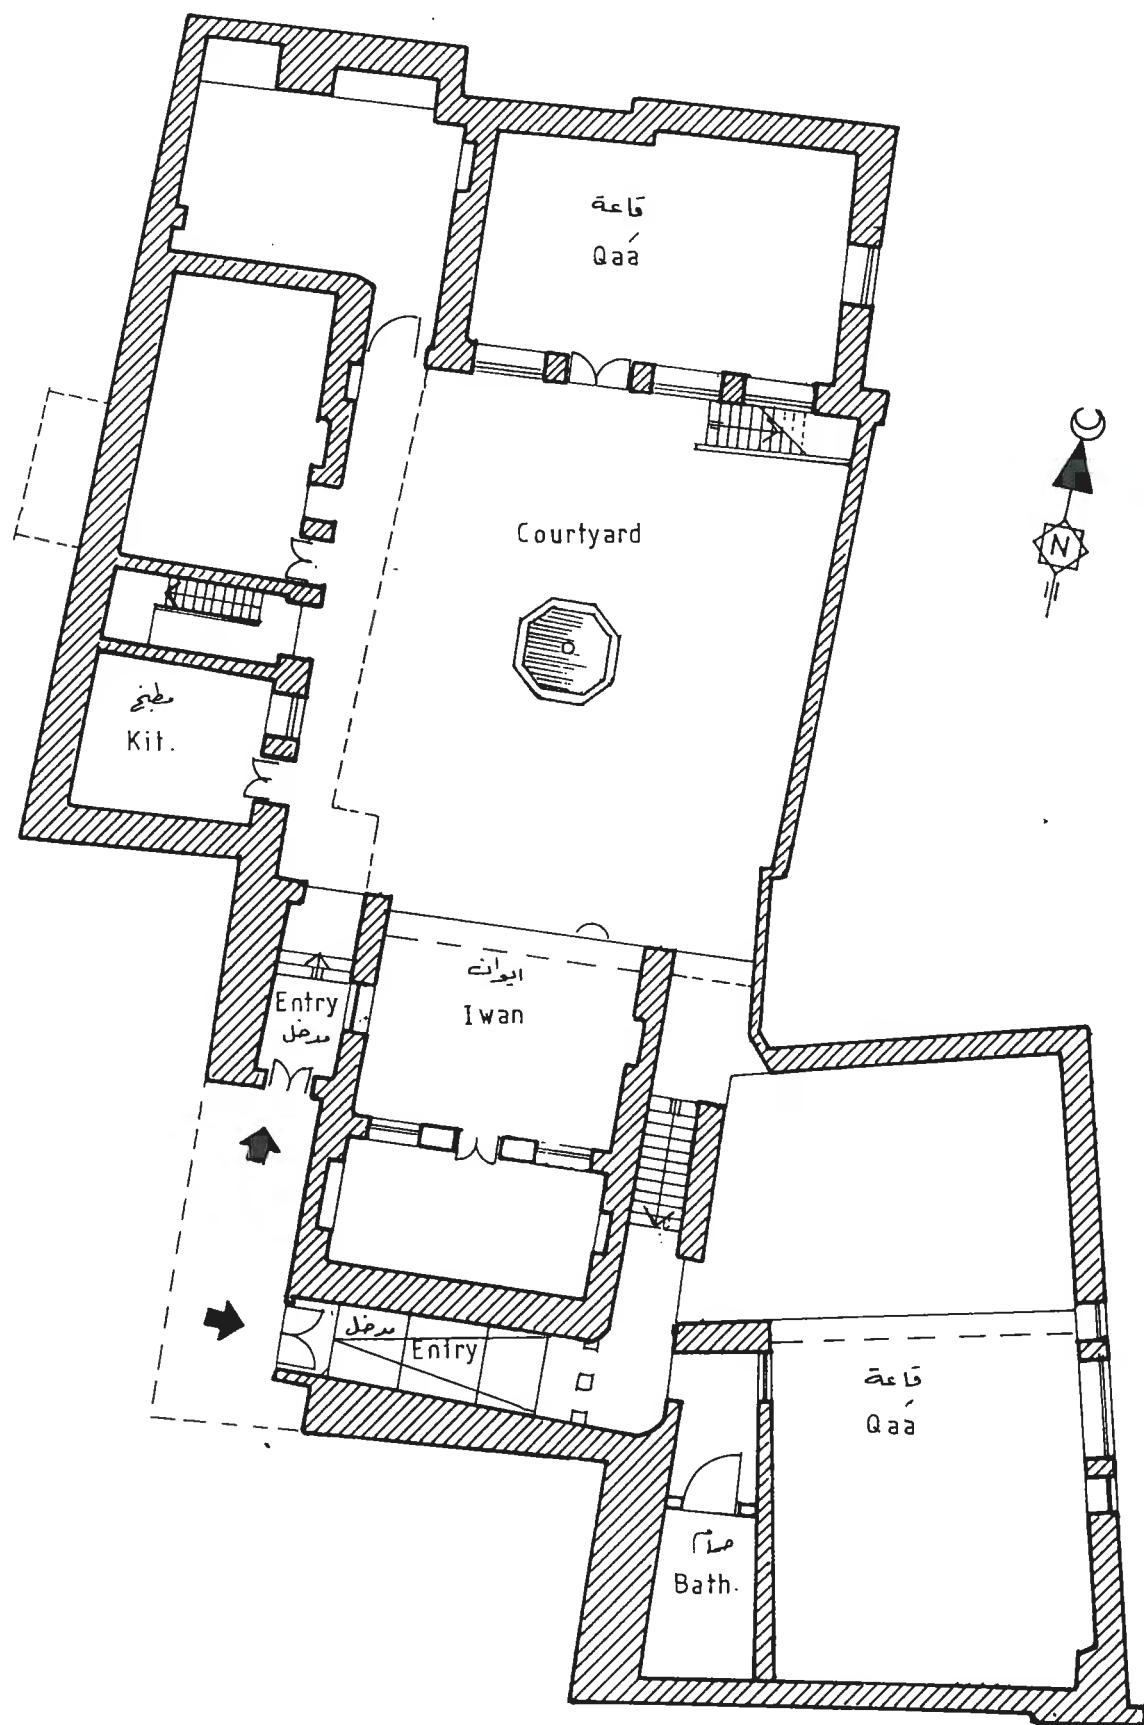 قاعة
Qaá
Courtyard
N
مطبخ
Kit.
ايوان
Iwan
Entry
مدخل
مدخل
Entry
قاعة
Qaá
حمام
Bath.